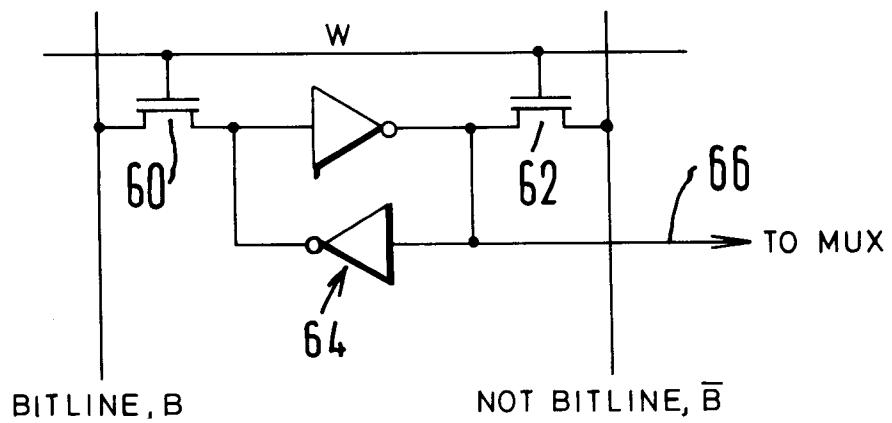 W
60
62
66
TO MUX
64
BITLINE, B
NOT BITLINE, B̅